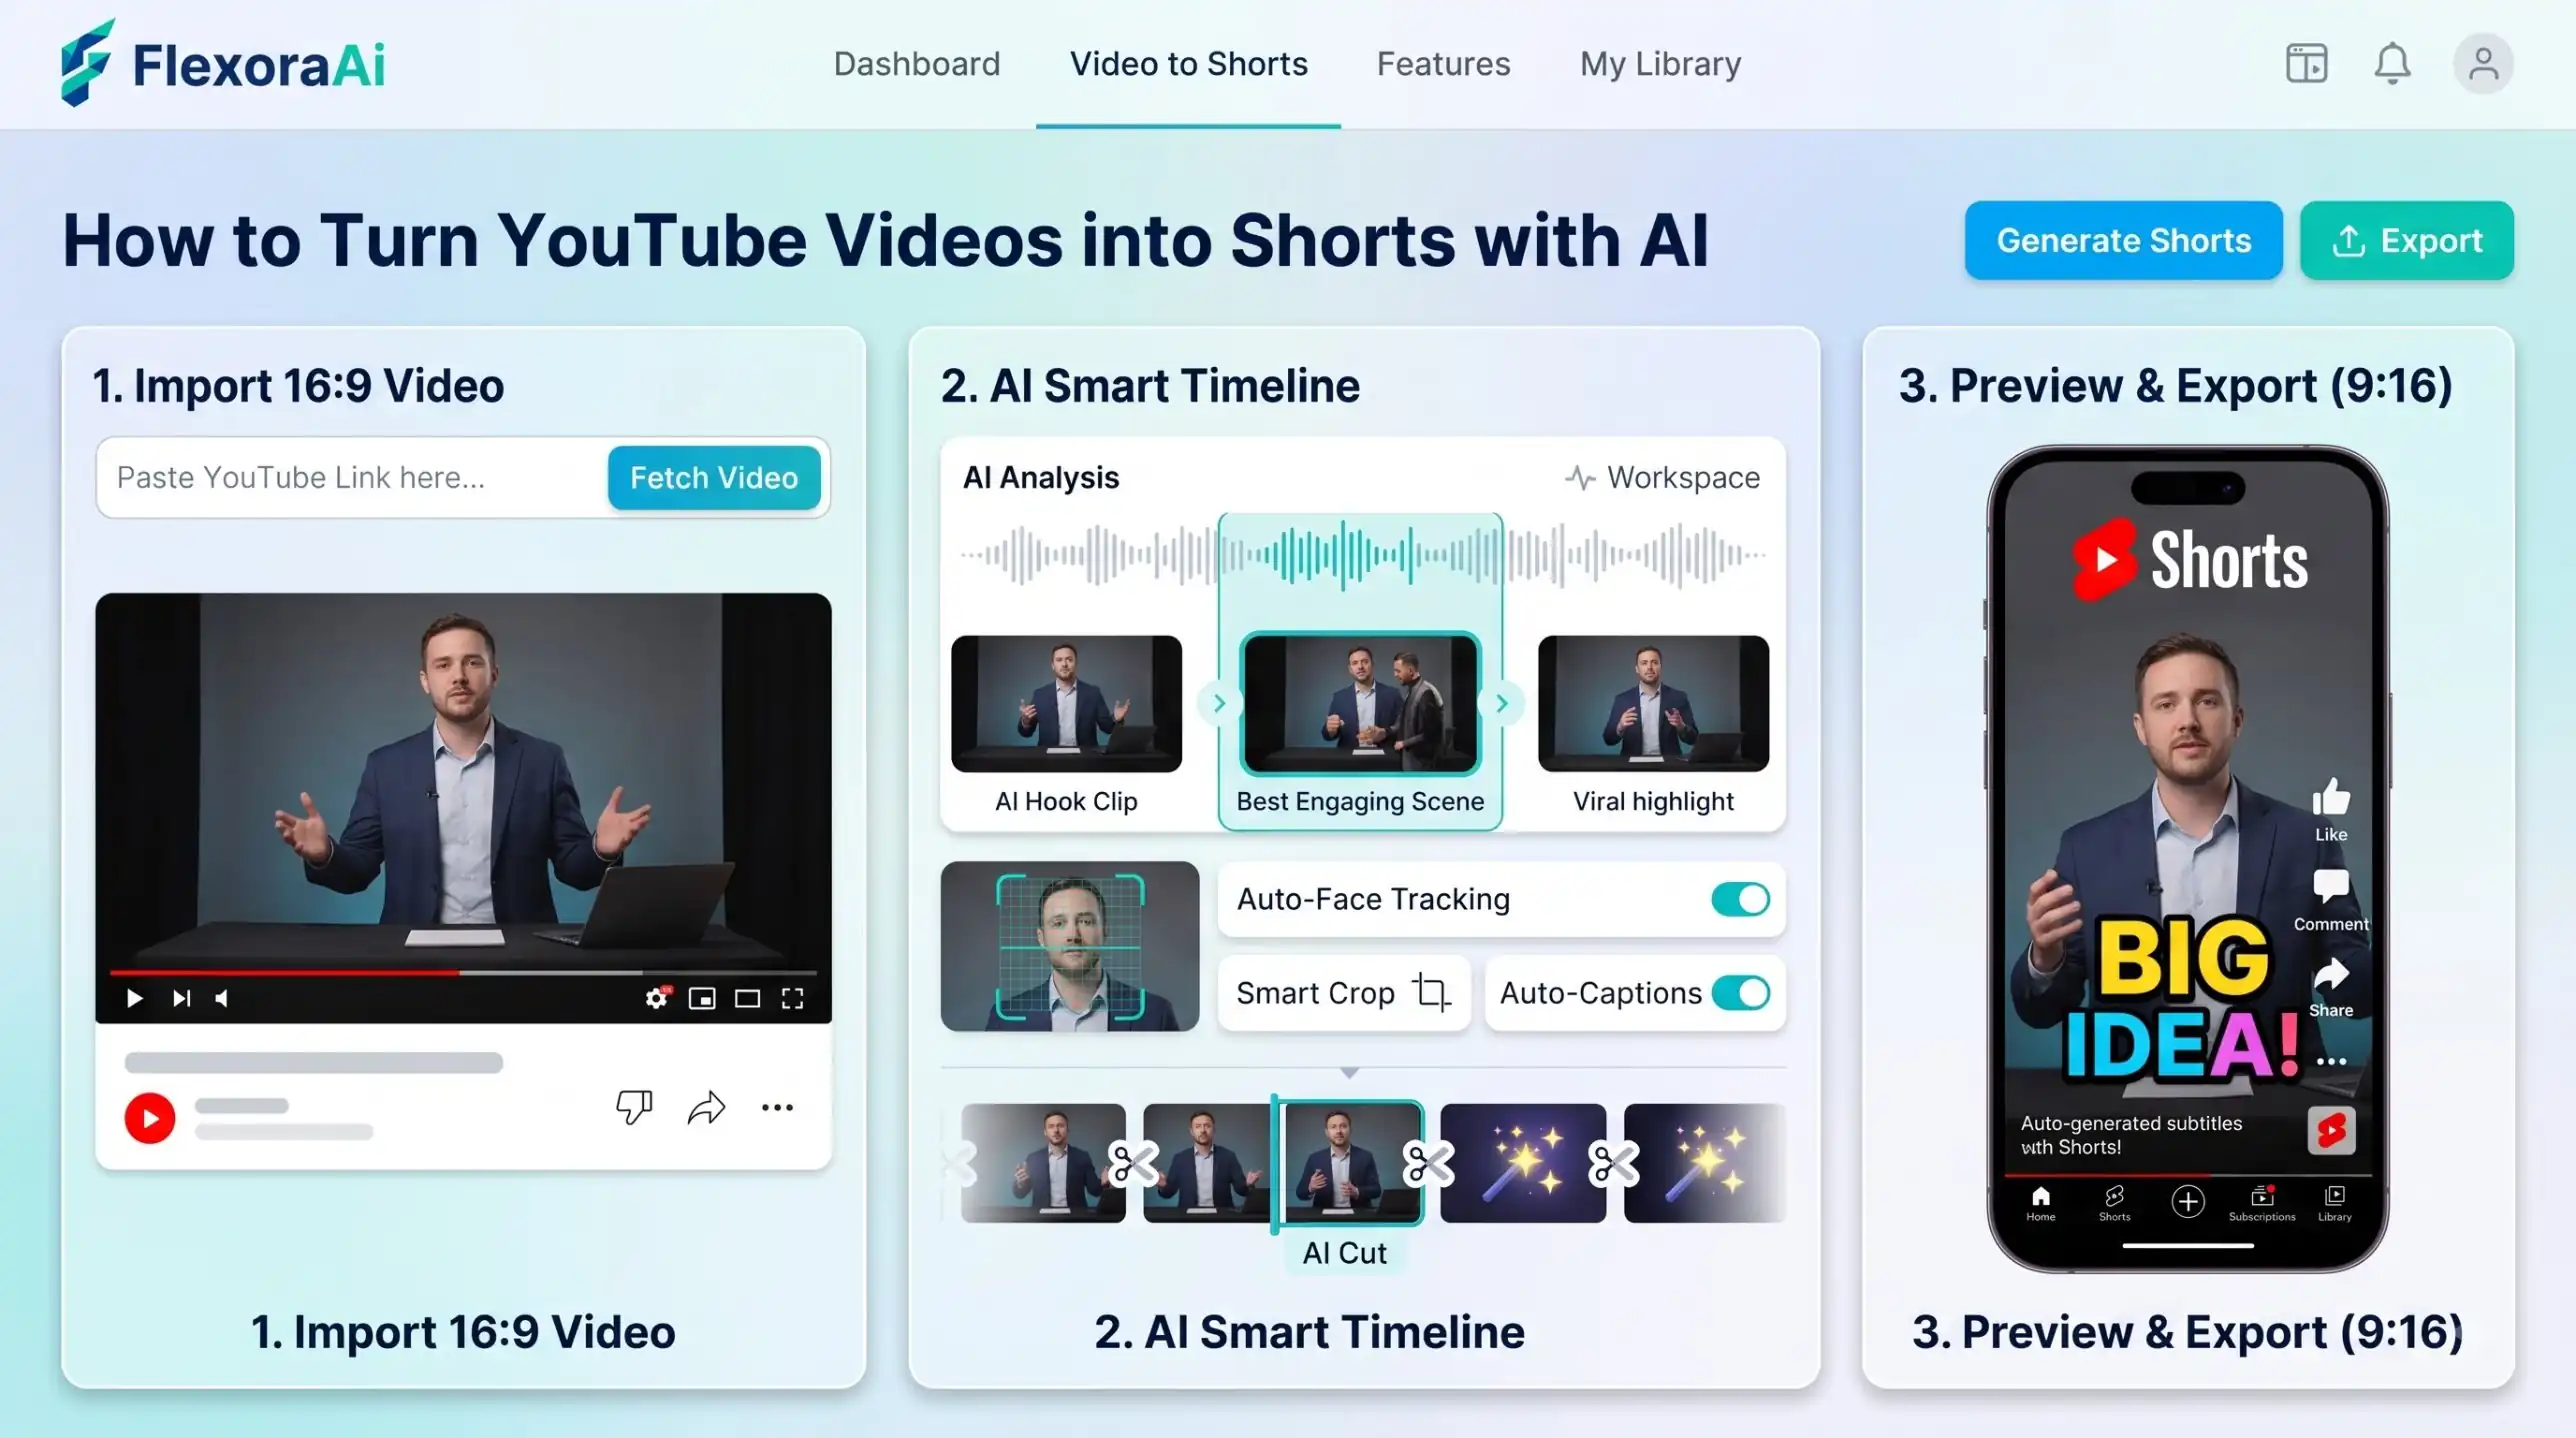 FlexoraAi
Dashboard
Video to Shorts
Features
My Library
How to Turn YouTube Videos into Shorts with AI
Generate Shorts
Export
1. Import 16:9 Video
Paste YouTube Link here...
Fetch Video
1. Import 16:9 Video
2. AI Smart Timeline
AI Analysis
Workspace
AI Hook Clip
Best Engaging Scene
Viral highlight
Auto-Face Tracking
Smart Crop
Auto-Captions
AI Cut
2. AI Smart Timeline
3. Preview & Export (9:16)
Shorts
Like
Comment
Share
BIG
IDEA!
Auto-generated subtitles
with Shorts!
Home
Shorts
Subscriptions
Library
3. Preview & Export (9:16)